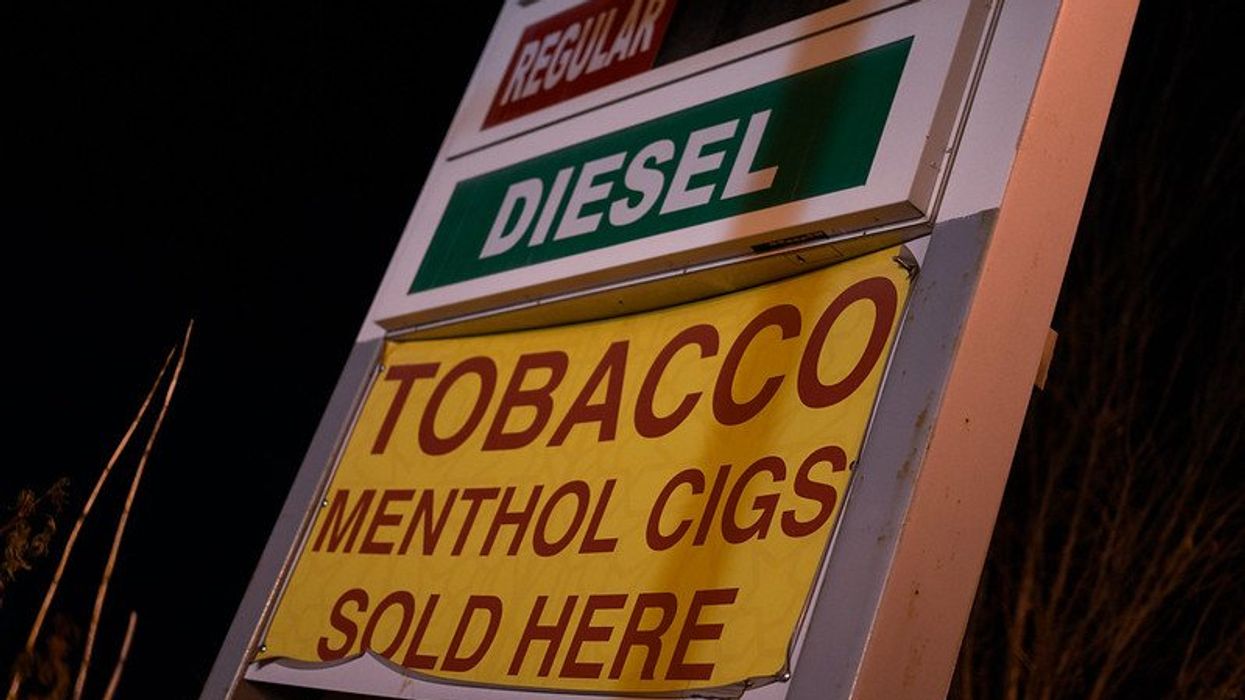 REGULAR
DIESEL
TOBACCO
MENTHOL CIGS
SOLD HERE